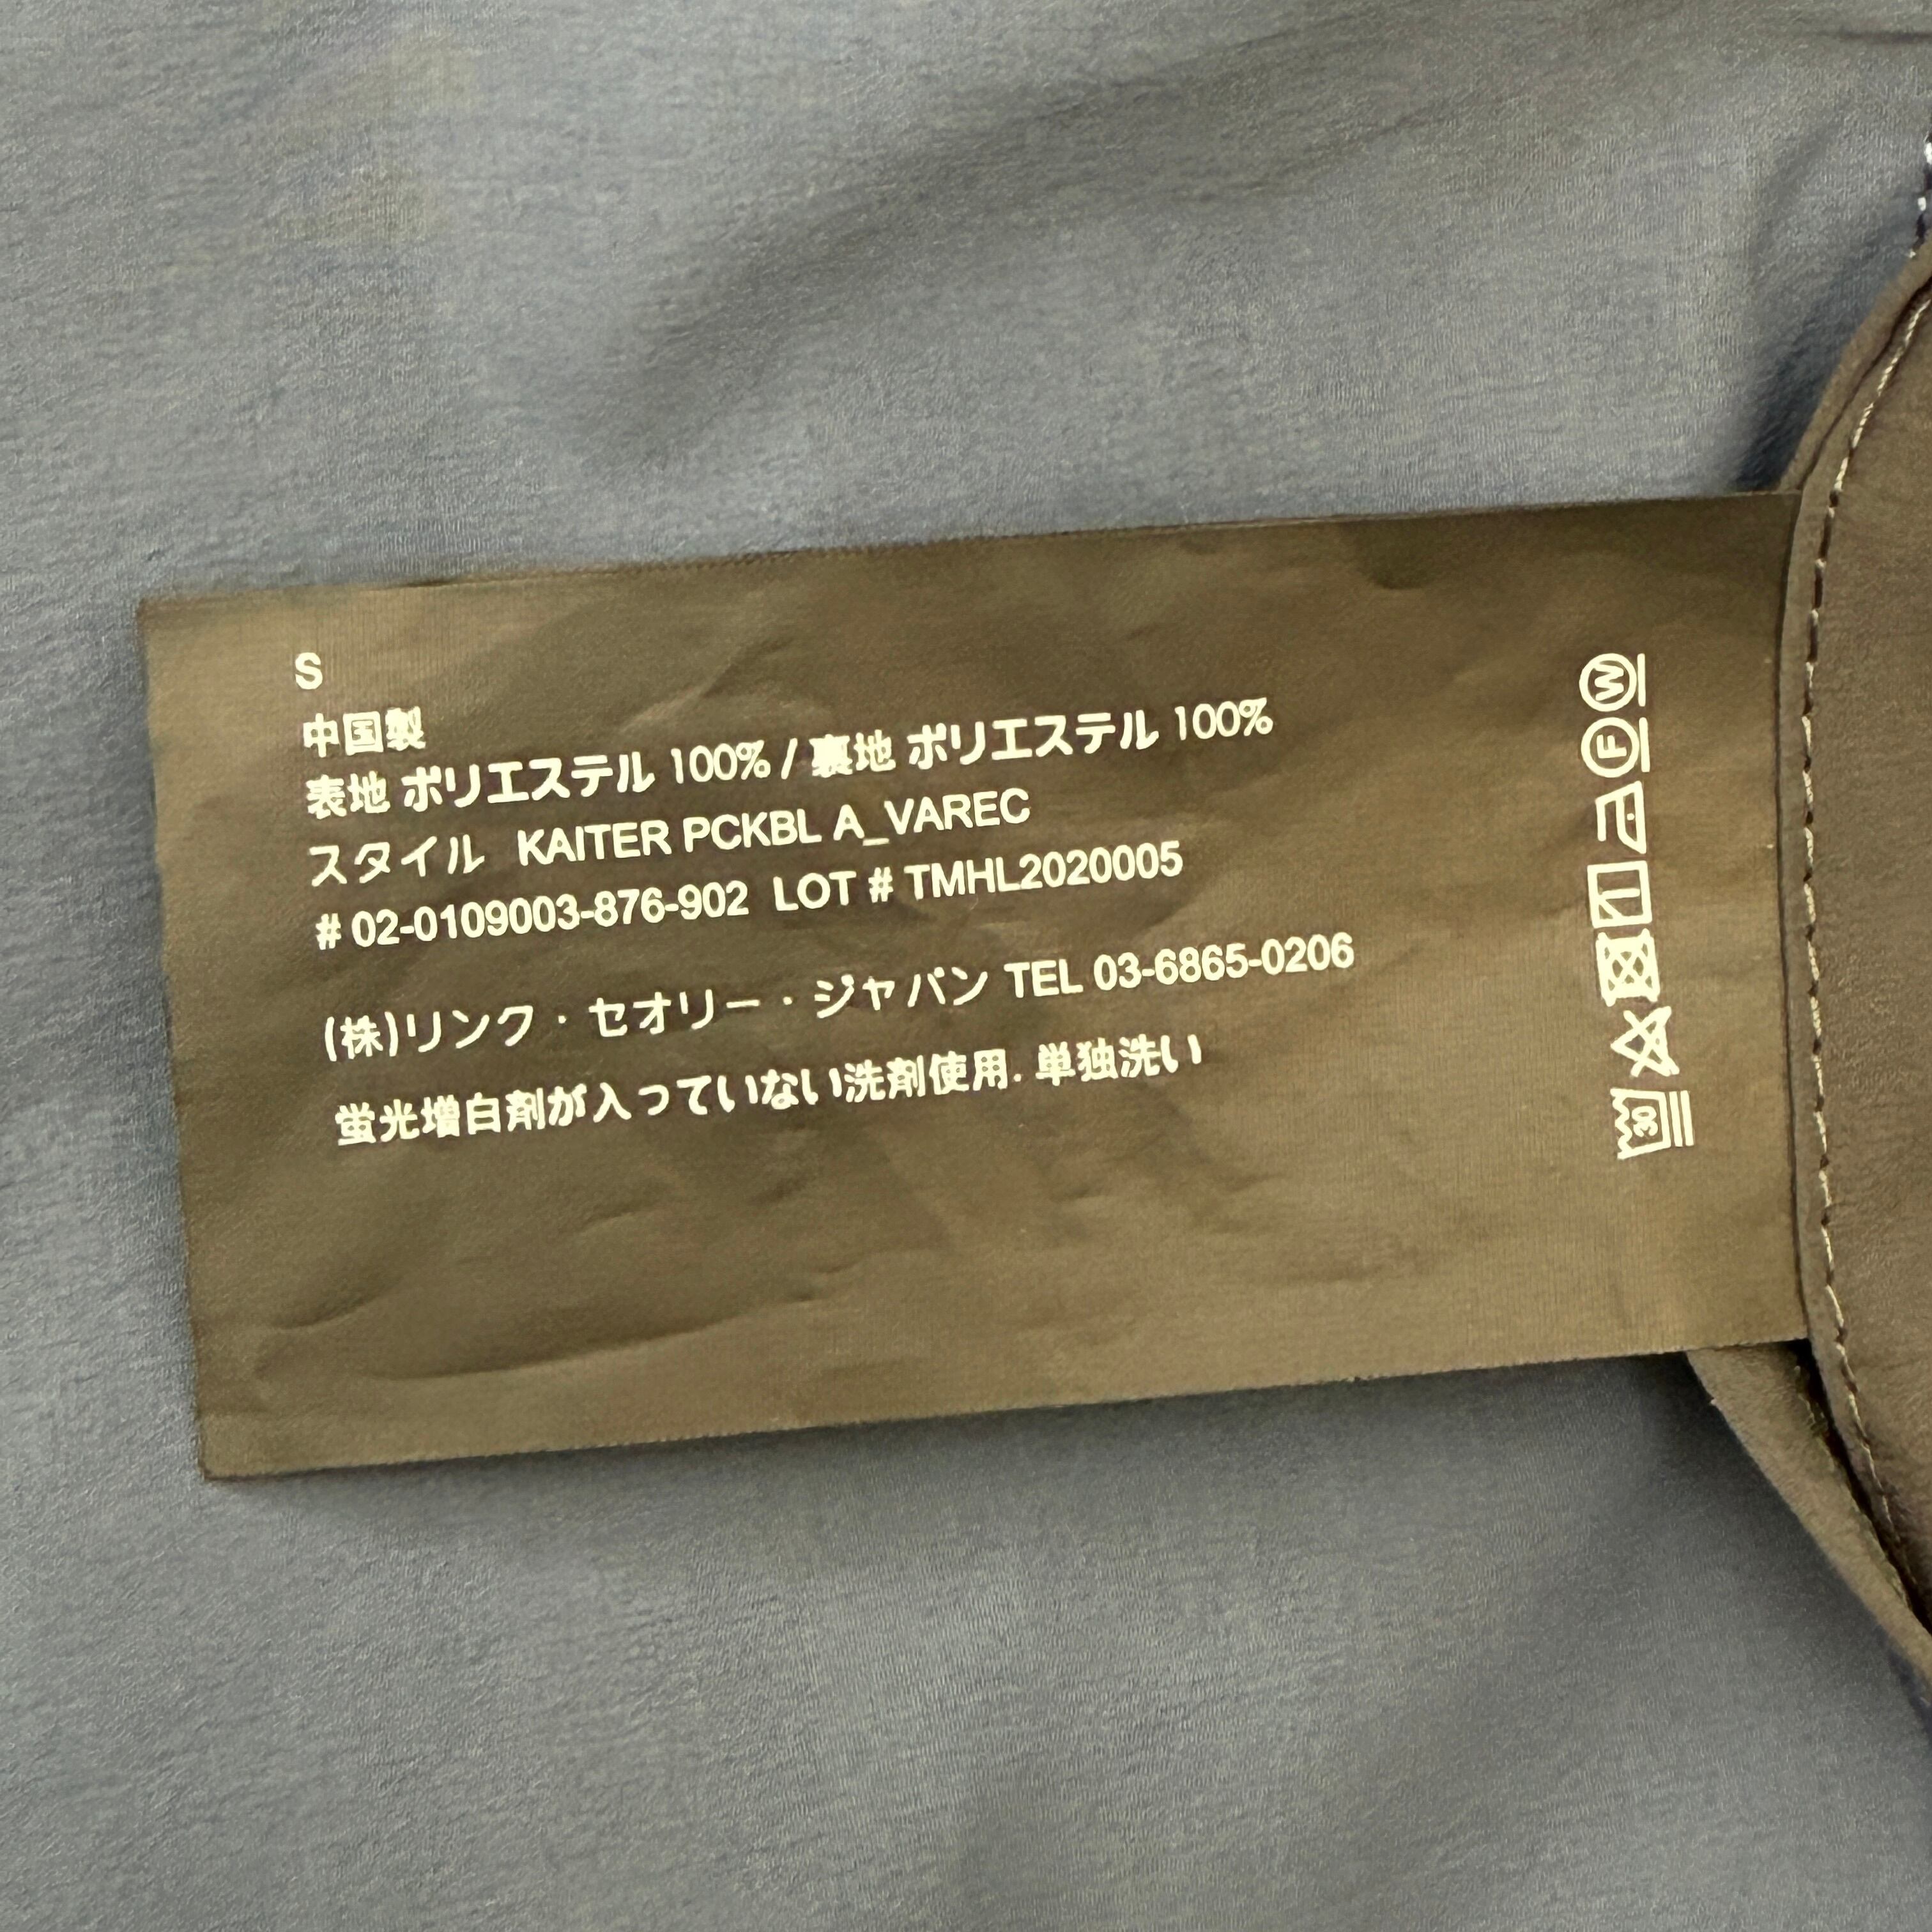 S
中国製
表地 ポリエステル 100% / 裏地 ポリエステル 100%
スタイル KAITER PCKBL A_VAREC
# 02-0109003-876-902 LOT # TMHL2020005
(株)リンク・セオリー・ジャパン TEL 03-6865-0206
蛍光増白剤が入っていない洗剤使用. 単独洗い
W
F
30